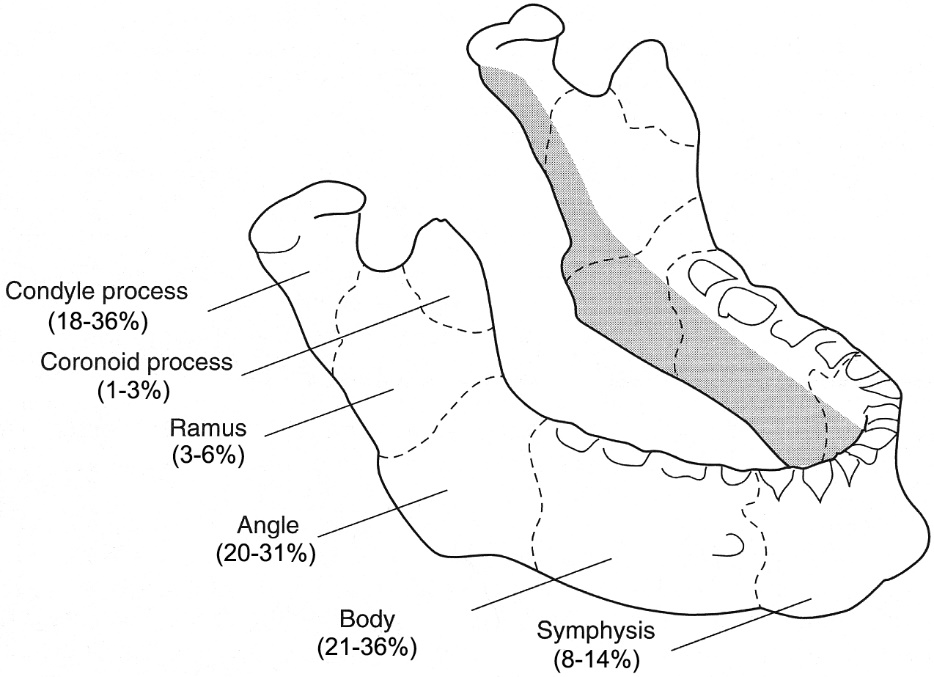 Condyle process
(18-36%)
Coronoid process
(1-3%)
Ramus
(3-6%)
Angle
(20-31%)
Body
(21-36%)
Symphysis
(8-14%)